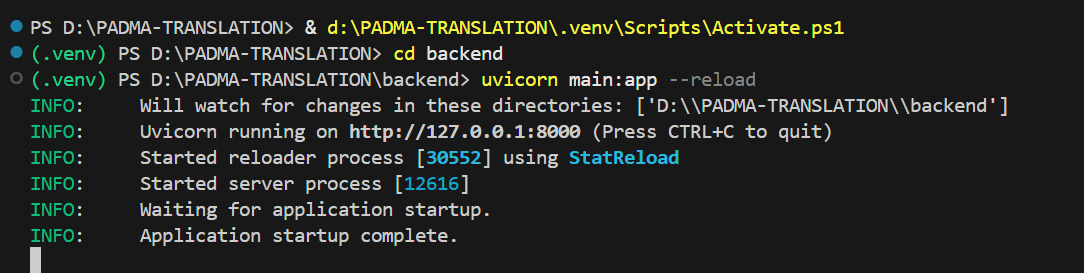 PS D:\PADMA-TRANSLATION> & d:\PADMA-TRANSLATION\.venv\Scripts\Activate.ps1
(.venv) PS D:\PADMA-TRANSLATION> cd backend
(.venv) PS D:\PADMA-TRANSLATION\backend> uvicorn main:app --reload
INFO:     Will watch for changes in these directories: ['D:\\PADMA-TRANSLATION\\backend']
INFO:     Uvicorn running on http://127.0.0.1:8000 (Press CTRL+C to quit)
INFO:     Started reloader process [30552] using StatReload
INFO:     Started server process [12616]
INFO:     Waiting for application startup.
INFO:     Application startup complete.